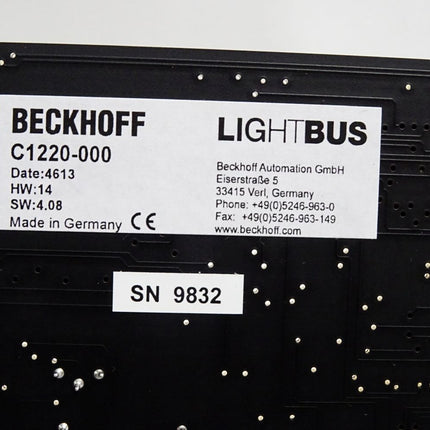 BECKHOFF
C1220-000
Date:4613
HW:14
SW:4.08
Made in Germany CE
LIGHTBUS
Beckhoff Automation GmbH
Eiserstraße 5
33415 Verl, Germany
Phone: +49(0)5246-963-0
Fax: +49(0)5246-963-149
www.beckhoff.com
SN 9832